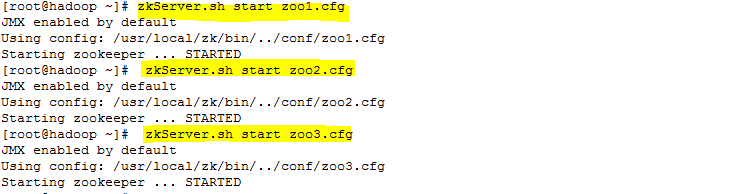 [root@hadoop ~]# zkServer.sh start zoo1.cfg
JMX enabled by default
Using config: /usr/local/zk/bin/../conf/zoo1.cfg
Starting zookeeper ... STARTED
[root@hadoop ~]#  zkServer.sh start zoo2.cfg
JMX enabled by default
Using config: /usr/local/zk/bin/../conf/zoo2.cfg
Starting zookeeper ... STARTED
[root@hadoop ~]#  zkServer.sh start zoo3.cfg
JMX enabled by default
Using config: /usr/local/zk/bin/../conf/zoo3.cfg
Starting zookeeper ... STARTED